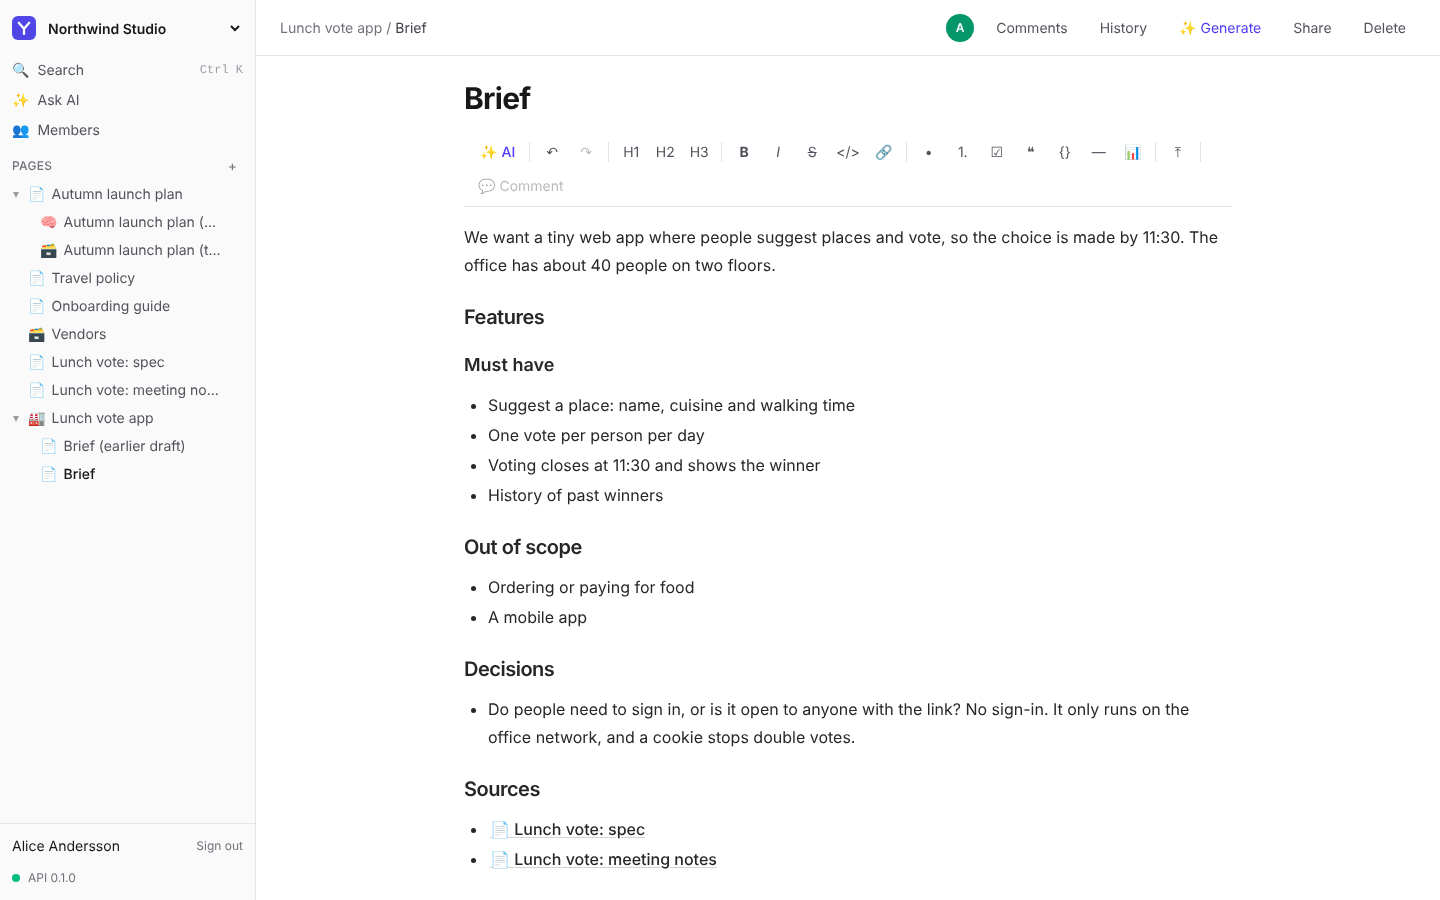 Northwind Studio
Search Ctrl K
Ask AI
Members
PAGES +
Autumn launch plan
Autumn launch plan (...
Autumn launch plan (t...
Travel policy
Onboarding guide
Vendors
Lunch vote: spec
Lunch vote: meeting no...
Lunch vote app
Brief (earlier draft)
Brief
Alice Andersson Sign out
API 0.1.0
Lunch vote app / Brief
A Comments History ✨ Generate Share Delete
Brief
✨ AI ↶ ↷ H1 H2 H3 B I S </> 🔗 • 1. ☑ ❝ {} — 📊 ⤒
💬 Comment
We want a tiny web app where people suggest places and vote, so the choice is made by 11:30. The
office has about 40 people on two floors.
Features
Must have
• Suggest a place: name, cuisine and walking time
• One vote per person per day
• Voting closes at 11:30 and shows the winner
• History of past winners
Out of scope
• Ordering or paying for food
• A mobile app
Decisions
• Do people need to sign in, or is it open to anyone with the link? No sign-in. It only runs on the
office network, and a cookie stops double votes.
Sources
• 📄 Lunch vote: spec
• 📄 Lunch vote: meeting notes